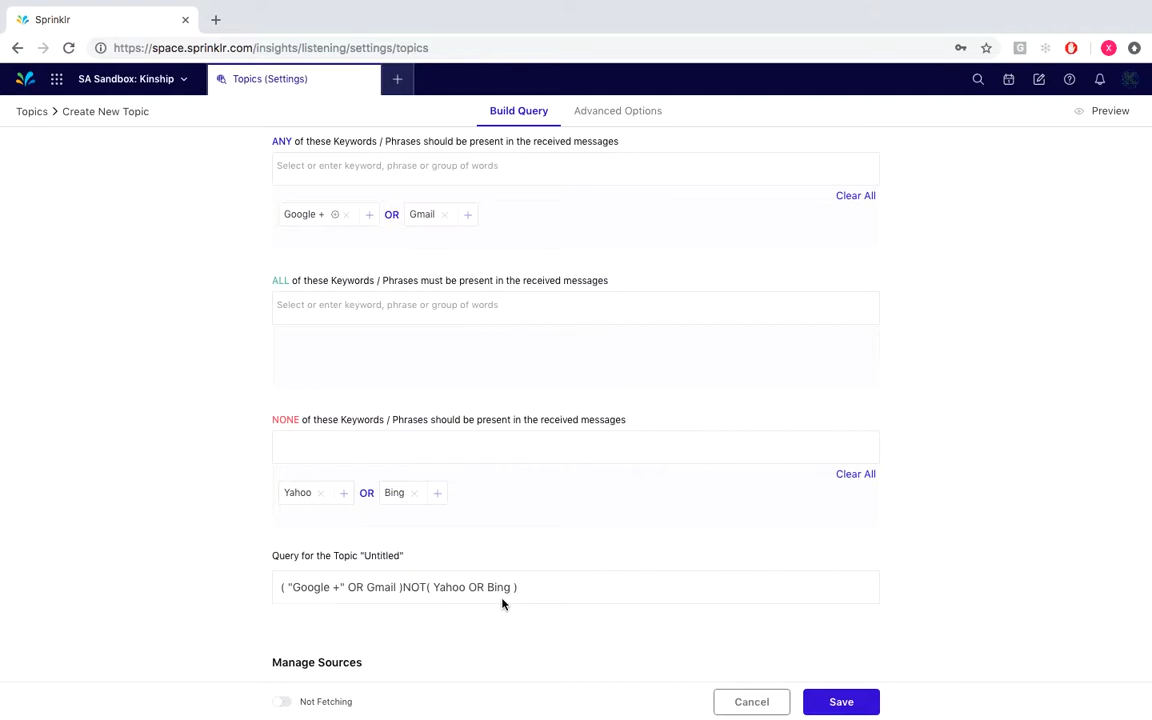 Sprinklr
https://space.sprinklr.com/insights/listening/settings/topics
SA Sandbox: Kinship
Topics (Settings)
Topics > Create New Topic
Build Query
Advanced Options
Preview
ANY of these Keywords / Phrases should be present in the received messages
Select or enter keyword, phrase or group of words
Clear All
Google + OR Gmail
ALL of these Keywords / Phrases must be present in the received messages
Select or enter keyword, phrase or group of words
NONE of these Keywords / Phrases should be present in the received messages
Clear All
Yahoo OR Bing
Query for the Topic "Untitled"
( "Google +" OR Gmail )NOT( Yahoo OR Bing )
Manage Sources
Not Fetching
Cancel
Save